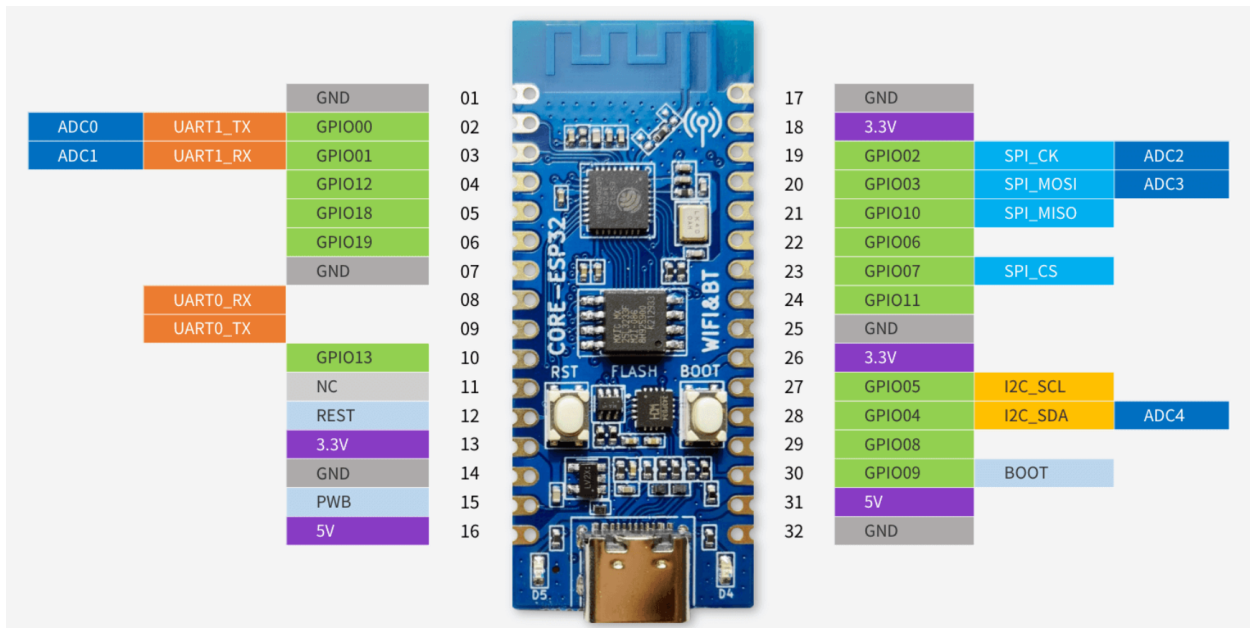 GND 01
ADC0 UART1_TX GPIO00 02
ADC1 UART1_RX GPIO01 03
GPIO12 04
GPIO18 05
GPIO19 06
GND 07
UART0_RX 08
UART0_TX 09
GPIO13 10
NC 11
REST 12
3.3V 13
GND 14
PWB 15
5V 16
CORE-ESP32
WIFI&BT
RST FLASH BOOT
D5 D4
17 GND
18 3.3V
19 GPIO02 SPI_CK ADC2
20 GPIO03 SPI_MOSI ADC3
21 GPIO10 SPI_MISO
22 GPIO06
23 GPIO07 SPI_CS
24 GPIO11
25 GND
26 3.3V
27 GPIO05 I2C_SCL
28 GPIO04 I2C_SDA ADC4
29 GPIO08
30 GPIO09 BOOT
31 5V
32 GND